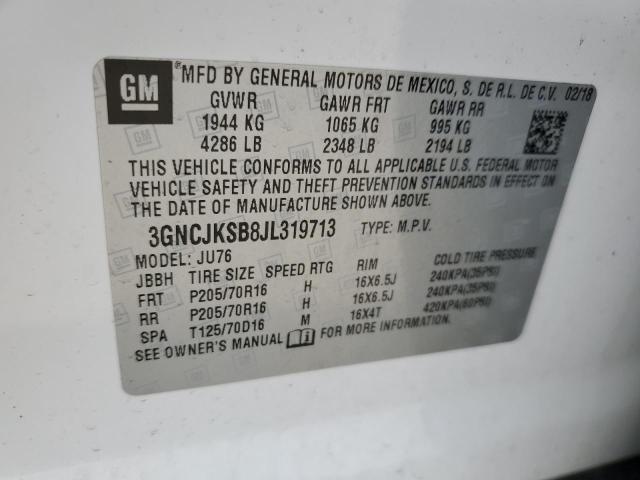 GM
®MFD BY GENERAL MOTORS DE MEXICO, S. DE R.L. DE C.V. 02/18
GVWR GAWR FRT GAWR RR
1944 KG 1065 KG 995 KG
4286 LB 2348 LB 2194 LB
THIS VEHICLE CONFORMS TO ALL APPLICABLE U.S. FEDERAL MOTOR
VEHICLE SAFETY AND THEFT PREVENTION STANDARDS IN EFFECT ON
THE DATE OF MANUFACTURE SHOWN ABOVE.
3GNCJKSB8JL319713 TYPE: M.P.V.
MODEL: JU76
JBBH TIRE SIZE SPEED RTG RIM COLD TIRE PRESSURE
FRT P205/70R16 H 16X6.5J 240KPA(35PSI)
RR P205/70R16 H 16X6.5J 240KPA(35PSI)
SPA T125/70D16 M 16X4T 420KPA(60PSI)
SEE OWNER'S MANUAL FOR MORE INFORMATION.